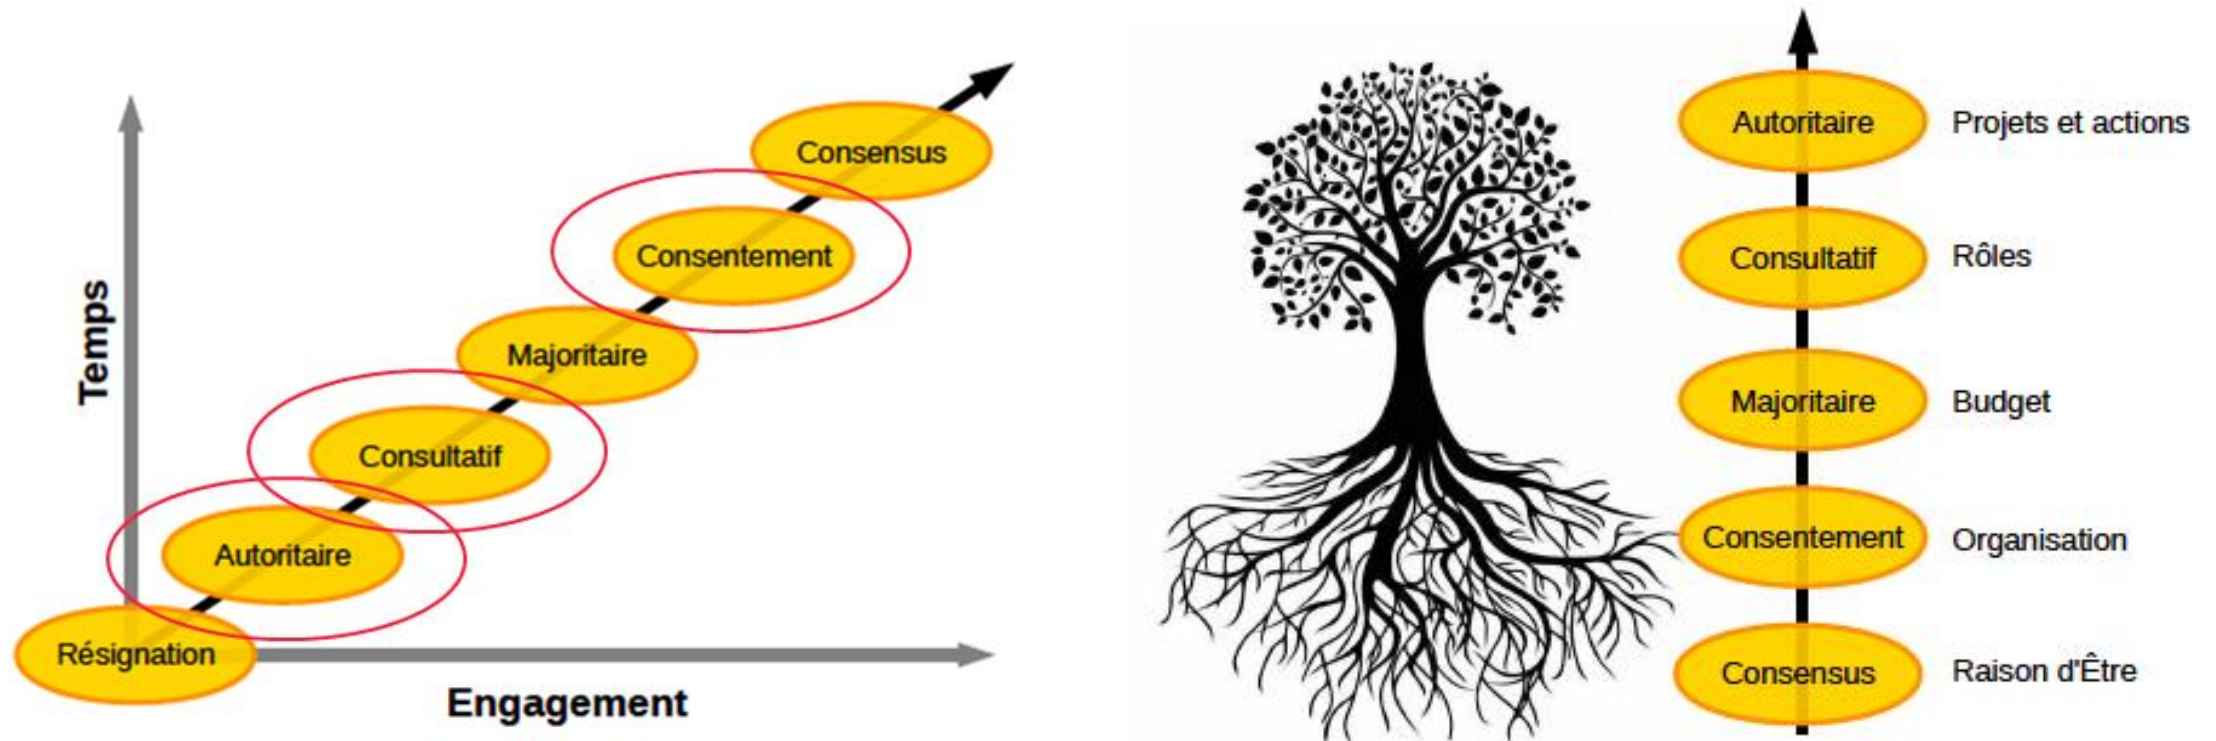 Temps
Consensus
Consentement
Majoritaire
Consultatif
Autoritaire
Résignation
Engagement
Autoritaire Projets et actions
Consultatif Rôles
Majoritaire Budget
Consentement Organisation
Consensus Raison d'Être